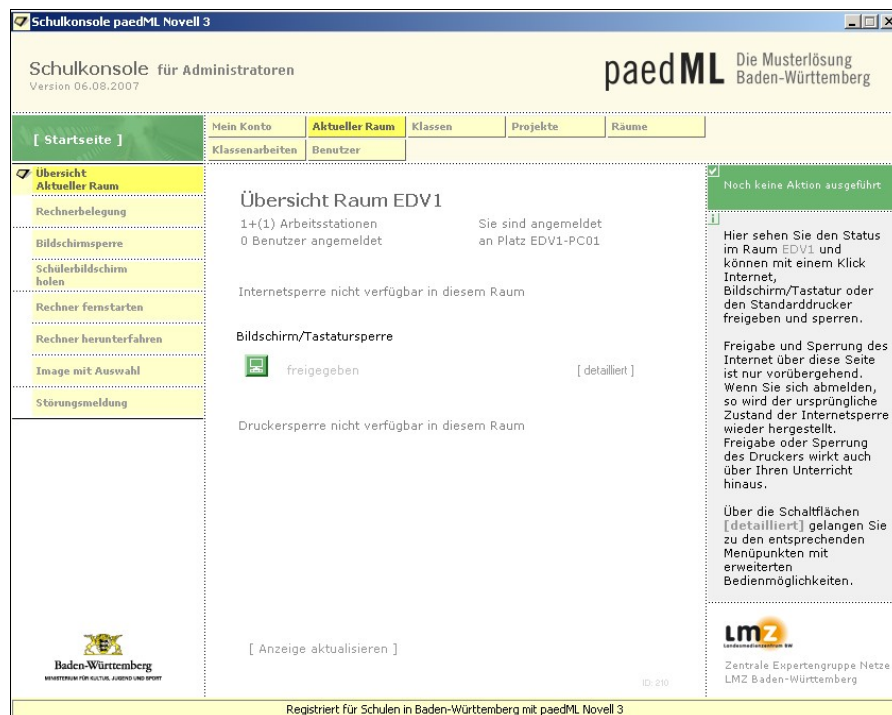 Schulkonsole paedML Novell 3
Schulkonsole für Administratoren
Version 06.08.2007
paedML Die Musterlösung
Baden-Württemberg
[ Startseite ]
Mein Konto Aktueller Raum Klassen Projekte Räume
Klassenarbeiten Benutzer
Übersicht
Aktueller Raum
Rechnerbelegung
Bildschirmsperre
Schülerbildschirm
holen
Rechner fernstarten
Rechner herunterfahren
Image mit Auswahl
Störungsmeldung
Baden-Württemberg
MINISTERIUM FÜR KULTUS, JUGEND UND SPORT
Übersicht Raum EDV1
1+(1) Arbeitsstationen Sie sind angemeldet
0 Benutzer angemeldet an Platz EDV1-PC01
Internetsperre nicht verfügbar in diesem Raum
Bildschirm/Tastatursperre
freigegeben [ detailliert ]
Druckersperre nicht verfügbar in diesem Raum
[ Anzeige aktualisieren ]
ID: 210
Noch keine Aktion ausgeführt
Hier sehen Sie den Status
im Raum EDV1 und
können mit einem Klick
Internet,
Bildschirm/Tastatur oder
den Standarddrucker
freigeben und sperren.
Freigabe und Sperrung des
Internet über diese Seite
ist nur vorübergehend.
Wenn Sie sich abmelden,
so wird der ursprüngliche
Zustand der Internetsperre
wieder hergestellt.
Freigabe oder Sperrung
des Druckers wirkt auch
über Ihren Unterricht
hinaus.
Über die Schaltflächen
[detailliert] gelangen Sie
zu den entsprechenden
Menüpunkten mit
erweiterten
Bedienmöglichkeiten.
LMZ
Landesmedienzentrum BW
Zentrale Expertengruppe Netze
LMZ Baden-Württemberg
Registriert für Schulen in Baden-Württemberg mit paedML Novell 3